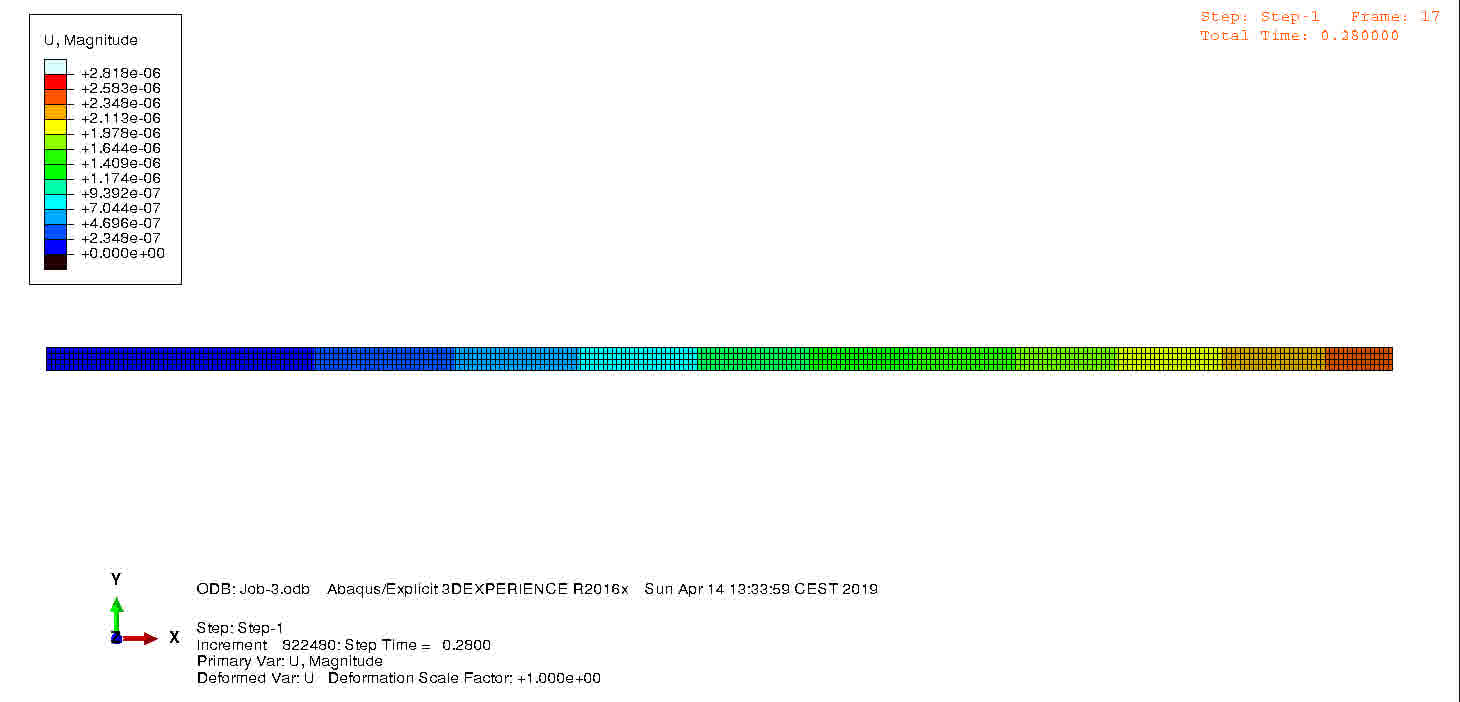 Step: Step-1 Frame: 17
Total Time: 0.280000
U, Magnitude
+2.818e-06
+2.583e-06
+2.348e-06
+2.113e-06
+1.878e-06
+1.644e-06
+1.409e-06
+1.174e-06
+9.392e-07
+7.044e-07
+4.696e-07
+2.348e-07
+0.000e+00
Y
X
ODB: Job-3.odb Abaqus/Explicit 3DEXPERIENCE R2016x Sun Apr 14 13:33:59 CEST 2019
Step: Step-1
Increment 822480: Step Time = 0.2800
Primary Var: U, Magnitude
Deformed Var: U Deformation Scale Factor: +1.000e+00